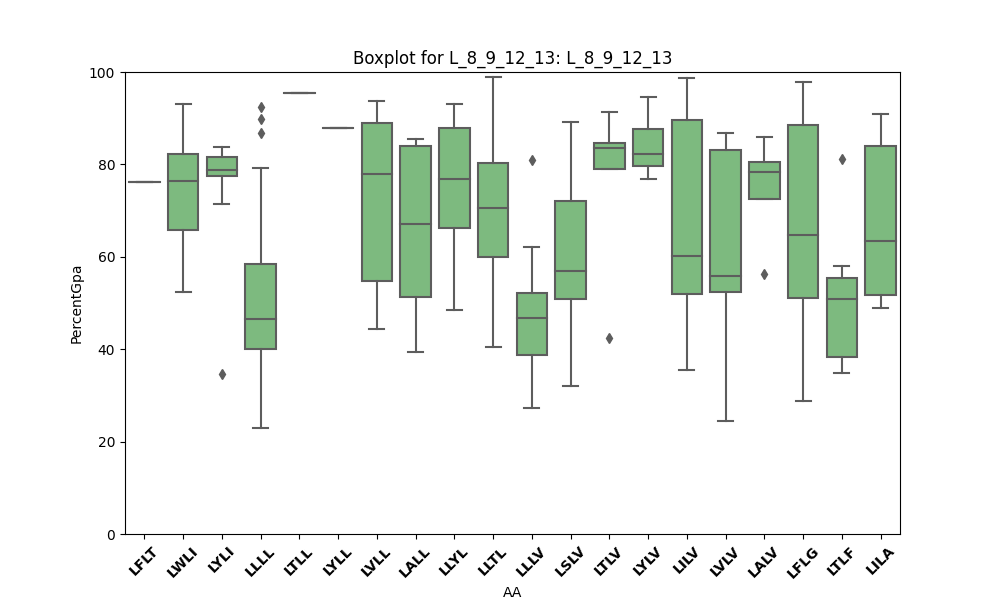 Boxplot for L_8_9_12_13: L_8_9_12_13
100
80
60
40
20
0
PercentGpa
LFLT LWLI LYLI LLLL LTLL LYLL LVLL LALL LLYL LLTL LLLV LSLV LTLV LYLV LILV LVLV LALV LFLG LTLF LILA
AA